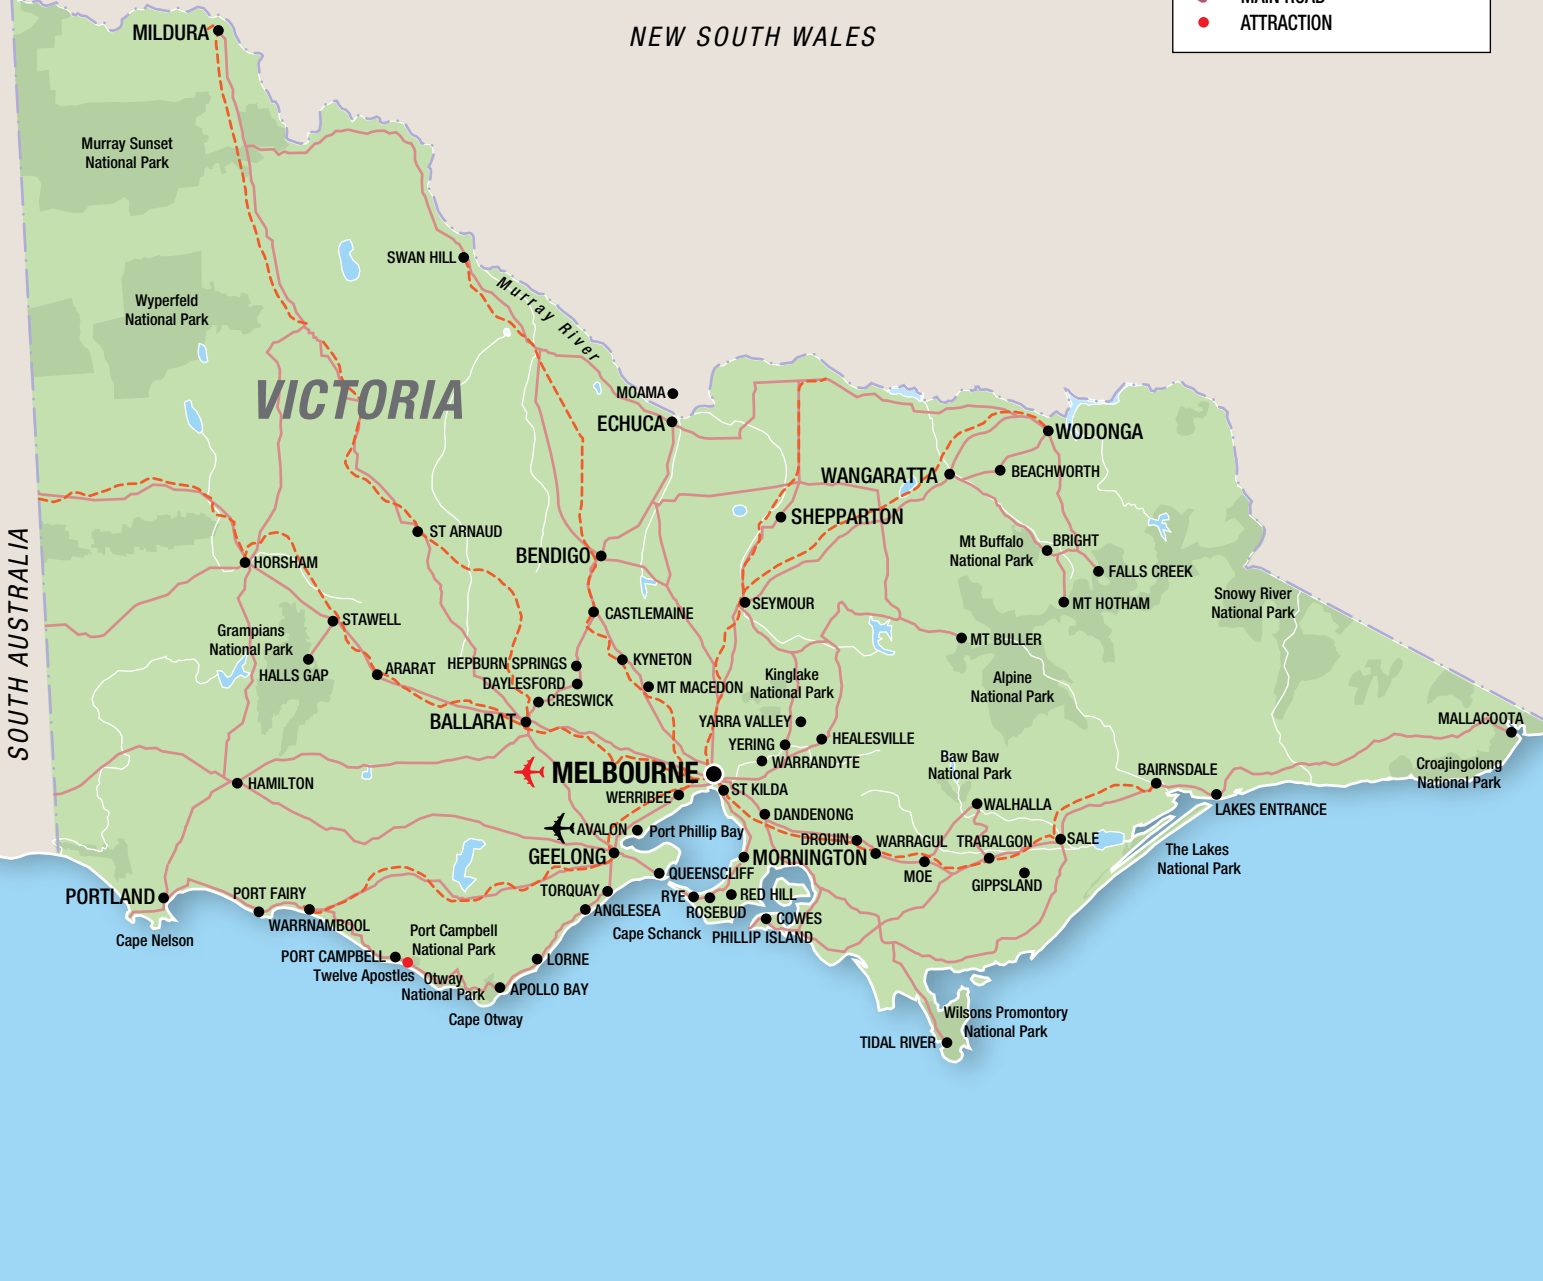 MAIN ROAD
ATTRACTION
NEW SOUTH WALES
MILDURA
Murray Sunset
National Park
SWAN HILL
Murray River
Wyperfeld
National Park
VICTORIA
MOAMA
ECHUCA
WODONGA
WANGARATTA
BEACHWORTH
SHEPPARTON
ST ARNAUD
BENDIGO
Mt Buffalo
National Park
BRIGHT
HORSHAM
FALLS CREEK
SOUTH AUSTRALIA
CASTLEMAINE
SEYMOUR
MT HOTHAM
Snowy River
National Park
STAWELL
Grampians
National Park
HALLS GAP
MT BULLER
ARARAT
HEPBURN SPRINGS
KYNETON
DAYLESFORD
MT MACEDON
Kinglake
National Park
Alpine
National Park
CRESWICK
BALLARAT
YARRA VALLEY
MALLACOOTA
YERING
HEALESVILLE
WARRANDYTE
Baw Baw
National Park
BAIRNSDALE
Croajingolong
National Park
MELBOURNE
HAMILTON
ST KILDA
WERRIBEE
WALHALLA
LAKES ENTRANCE
DANDENONG
AVALON
Port Phillip Bay
DROUIN
WARRAGUL
TRARALGON
SALE
GEELONG
MORNINGTON
The Lakes
National Park
QUEENSCLIFF
MOE
GIPPSLAND
PORTLAND
PORT FAIRY
TORQUAY
RYE
RED HILL
ROSEBUD
ANGLESEA
COWES
WARRNAMBOOL
Cape Nelson
Port Campbell
National Park
Cape Schanck
PHILLIP ISLAND
PORT CAMPBELL
Twelve Apostles
LORNE
Otway
National Park
APOLLO BAY
Cape Otway
Wilsons Promontory
National Park
TIDAL RIVER